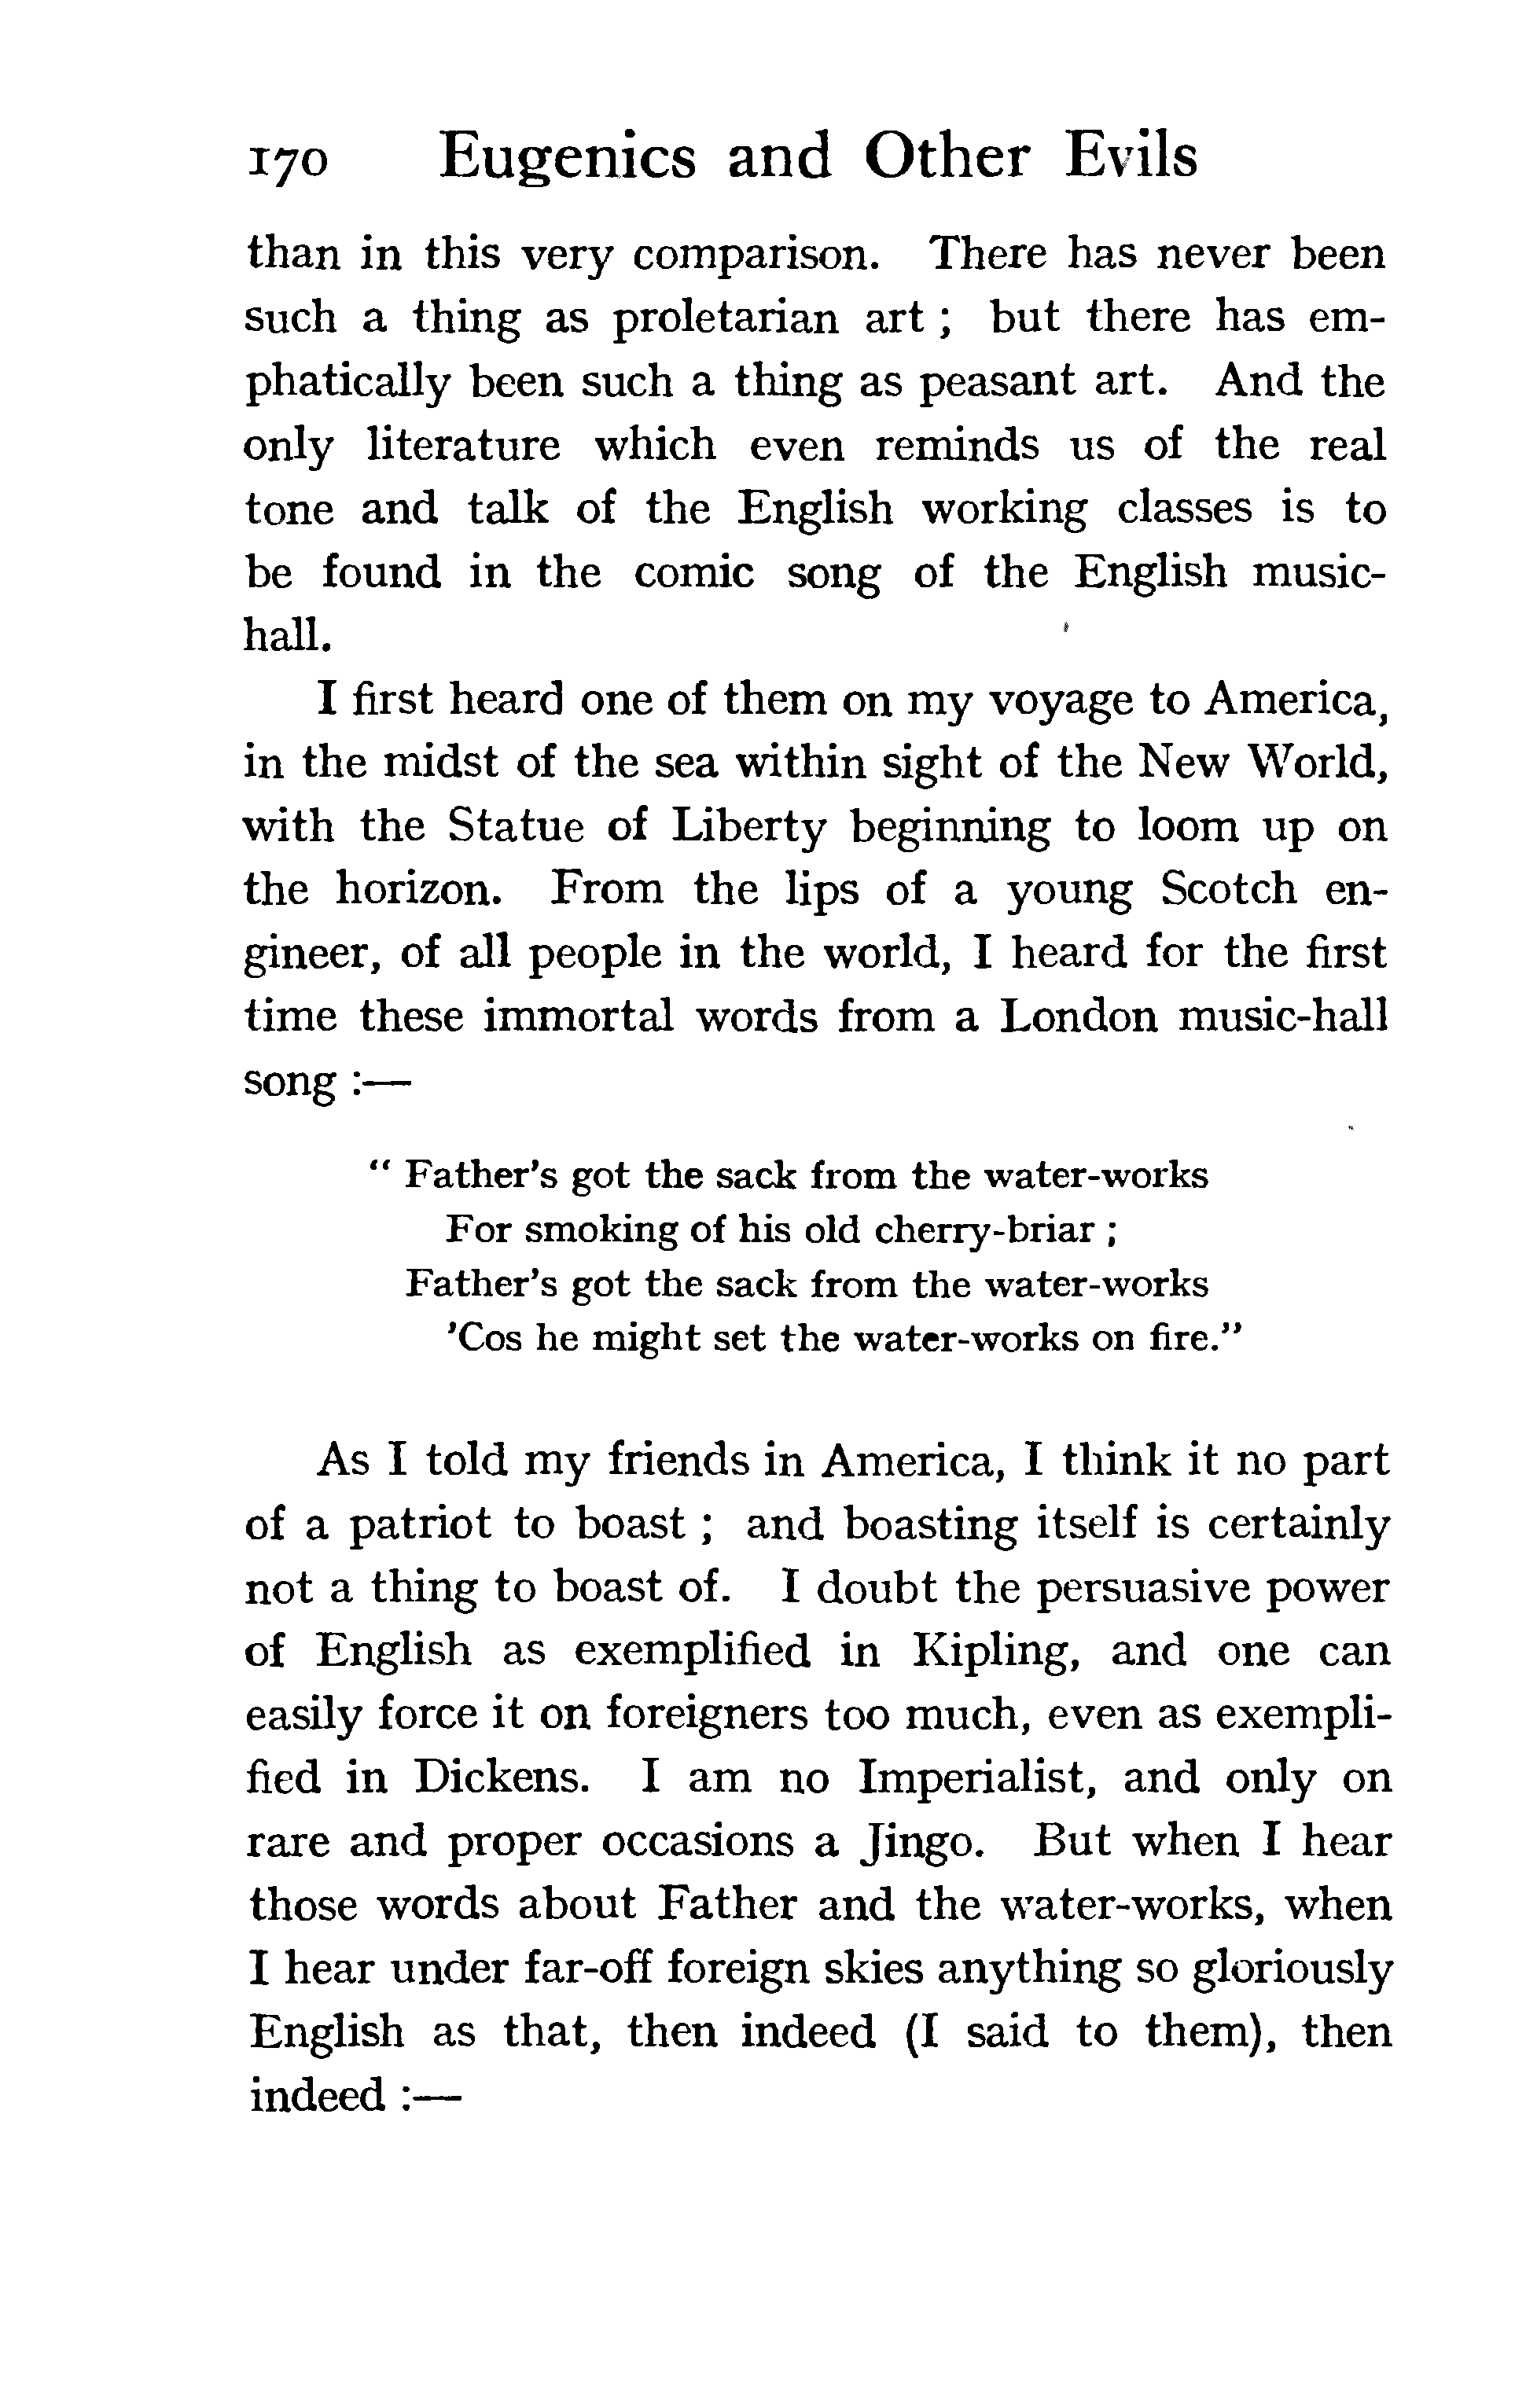 170 Eugenics and Other Evils
than in this very comparison. There has never been
such a thing as proletarian art ; but there has em-
phatically been such a thing as peasant art. And the
only literature which even reminds us of the real
tone and talk of the English working classes is to
be found in the comic song of the English music-
hall.
I first heard one of them on my voyage to America,
in the midst of the sea within sight of the New World,
with the Statue of Liberty beginning to loom up on
the horizon. From the lips of a young Scotch en-
gineer, of all people in the world, I heard for the first
time these immortal words from a London music-hall
song :—
“ Father’s got the sack from the water-works
For smoking of his old cherry-briar ;
Father’s got the sack from the water-works
’Cos he might set the water-works on fire.”
As I told my friends in America, I think it no part
of a patriot to boast ; and boasting itself is certainly
not a thing to boast of. I doubt the persuasive power
of English as exemplified in Kipling, and one can
easily force it on foreigners too much, even as exempli-
fied in Dickens. I am no Imperialist, and only on
rare and proper occasions a Jingo. But when I hear
those words about Father and the water-works, when
I hear under far-off foreign skies anything so gloriously
English as that, then indeed (I said to them), then
indeed :—